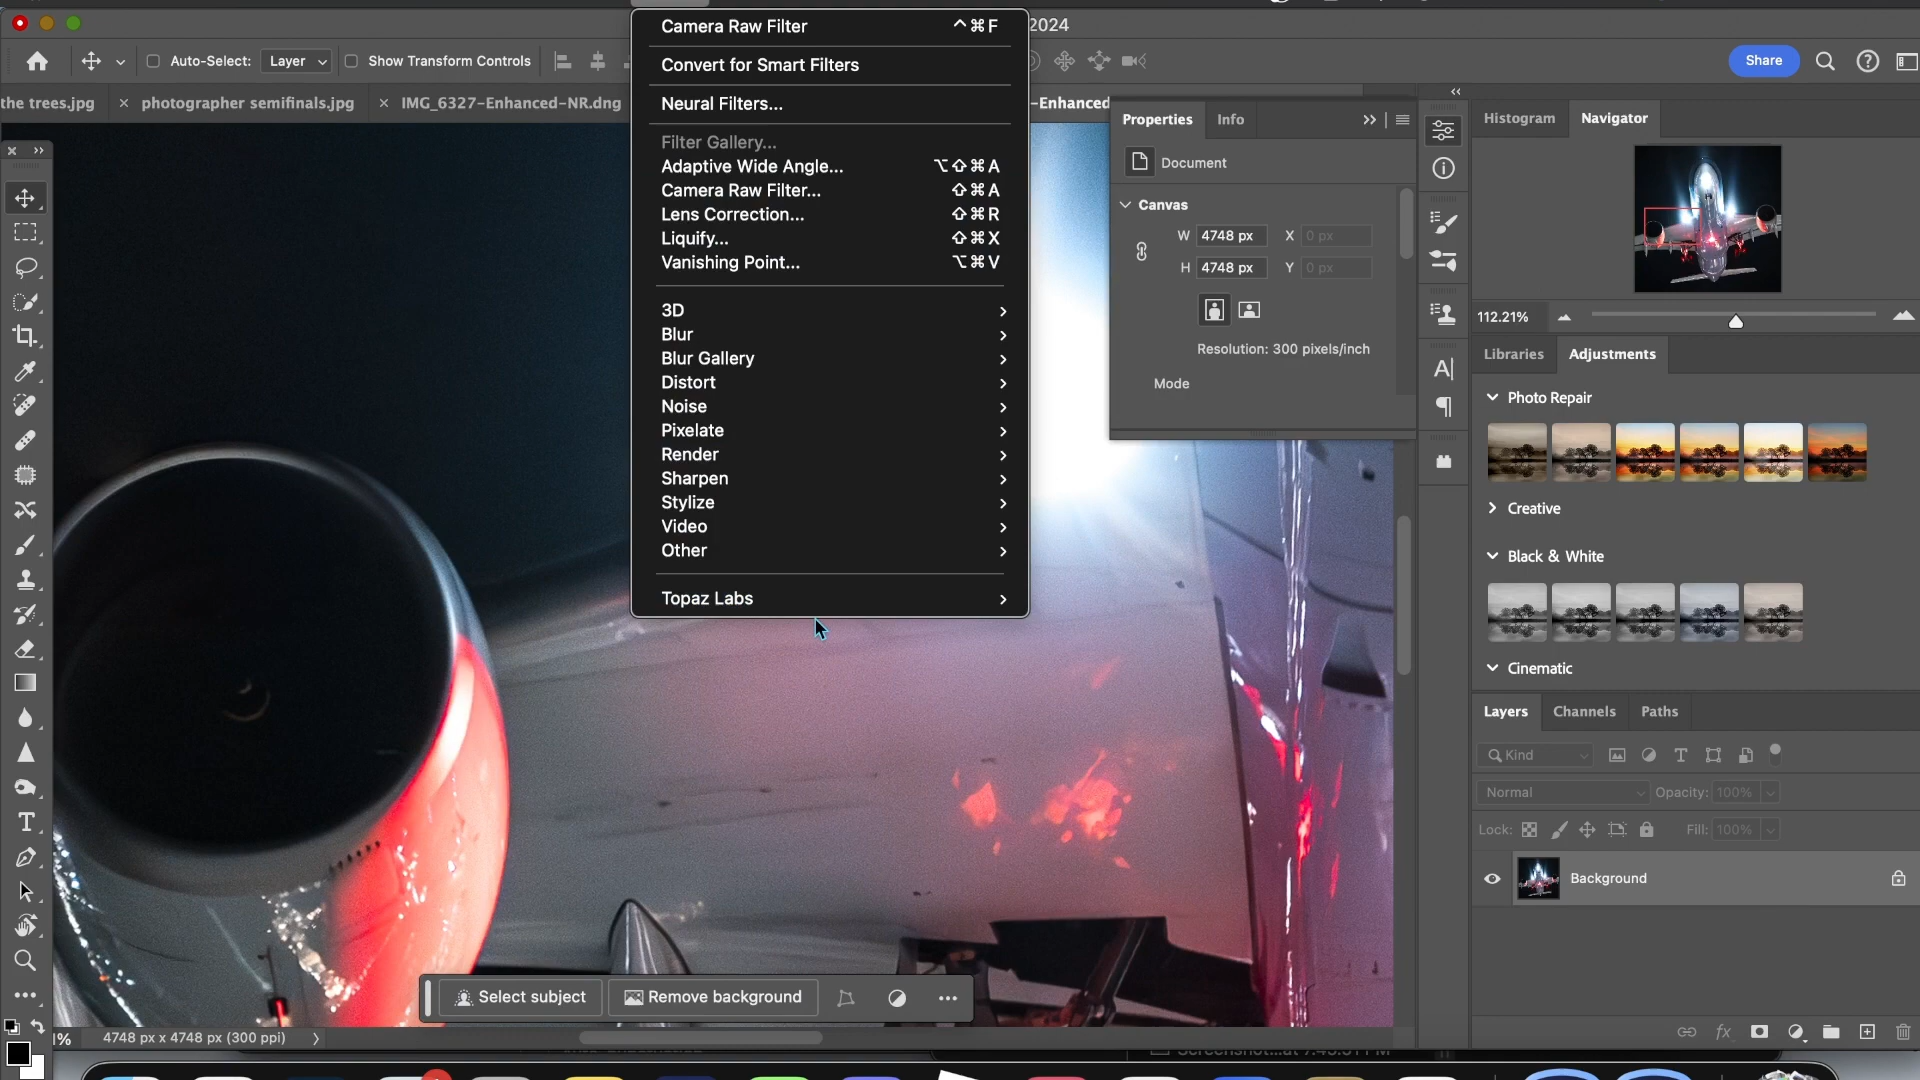 2024
Camera Raw Filter ^⌘F
Convert for Smart Filters
Neural Filters...
Filter Gallery...
Adaptive Wide Angle... ⌥⇧⌘A
Camera Raw Filter... ⇧⌘A
Lens Correction... ⇧⌘R
Liquify... ⇧⌘X
Vanishing Point... ⌥⌘V
3D
Blur
Blur Gallery
Distort
Noise
Pixelate
Render
Sharpen
Stylize
Video
Other
Topaz Labs
Auto-Select: Layer Show Transform Controls
Share
the trees.jpg × photographer semifinals.jpg × IMG_6327-Enhanced-NR.dng
-Enhanced
Properties Info
Document
Canvas
W 4748 px X 0 px
H 4748 px Y 0 px
Resolution: 300 pixels/inch
Mode
Histogram Navigator
112.21%
Libraries Adjustments
Photo Repair
Creative
Black & White
Cinematic
Layers Channels Paths
Kind
Normal Opacity: 100%
Lock: Fill: 100%
Background
Select subject Remove background
% 4748 px x 4748 px (300 ppi)